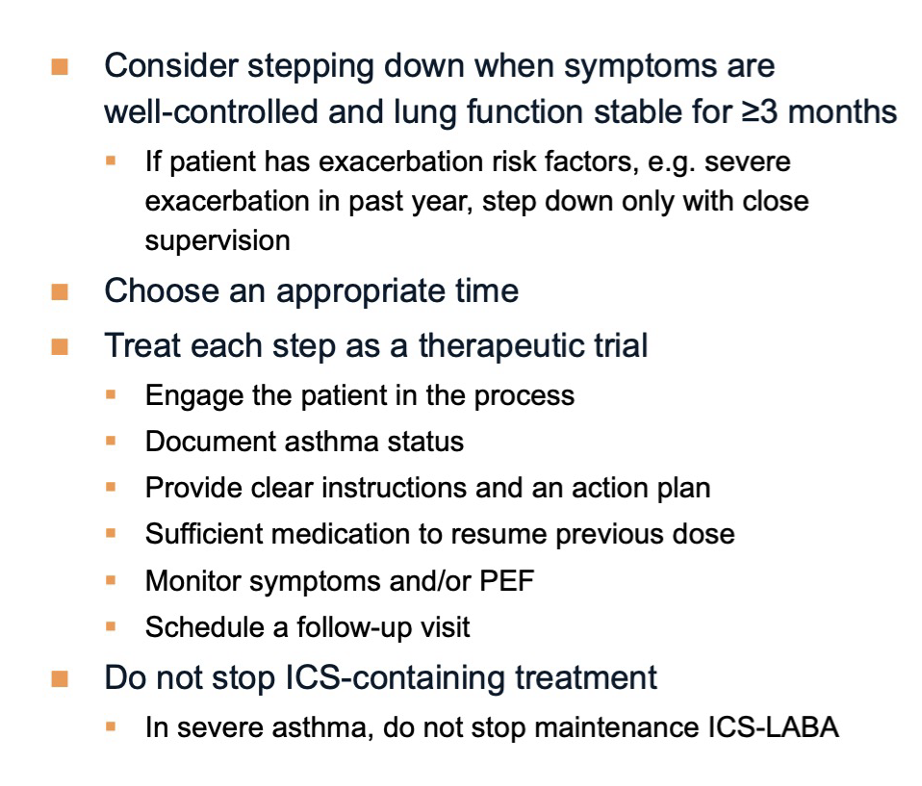 Consider stepping down when symptoms are
well-controlled and lung function stable for ≥3 months
If patient has exacerbation risk factors, e.g. severe
exacerbation in past year, step down only with close
supervision
Choose an appropriate time
Treat each step as a therapeutic trial
Engage the patient in the process
Document asthma status
Provide clear instructions and an action plan
Sufficient medication to resume previous dose
Monitor symptoms and/or PEF
Schedule a follow-up visit
Do not stop ICS-containing treatment
In severe asthma, do not stop maintenance ICS-LABA